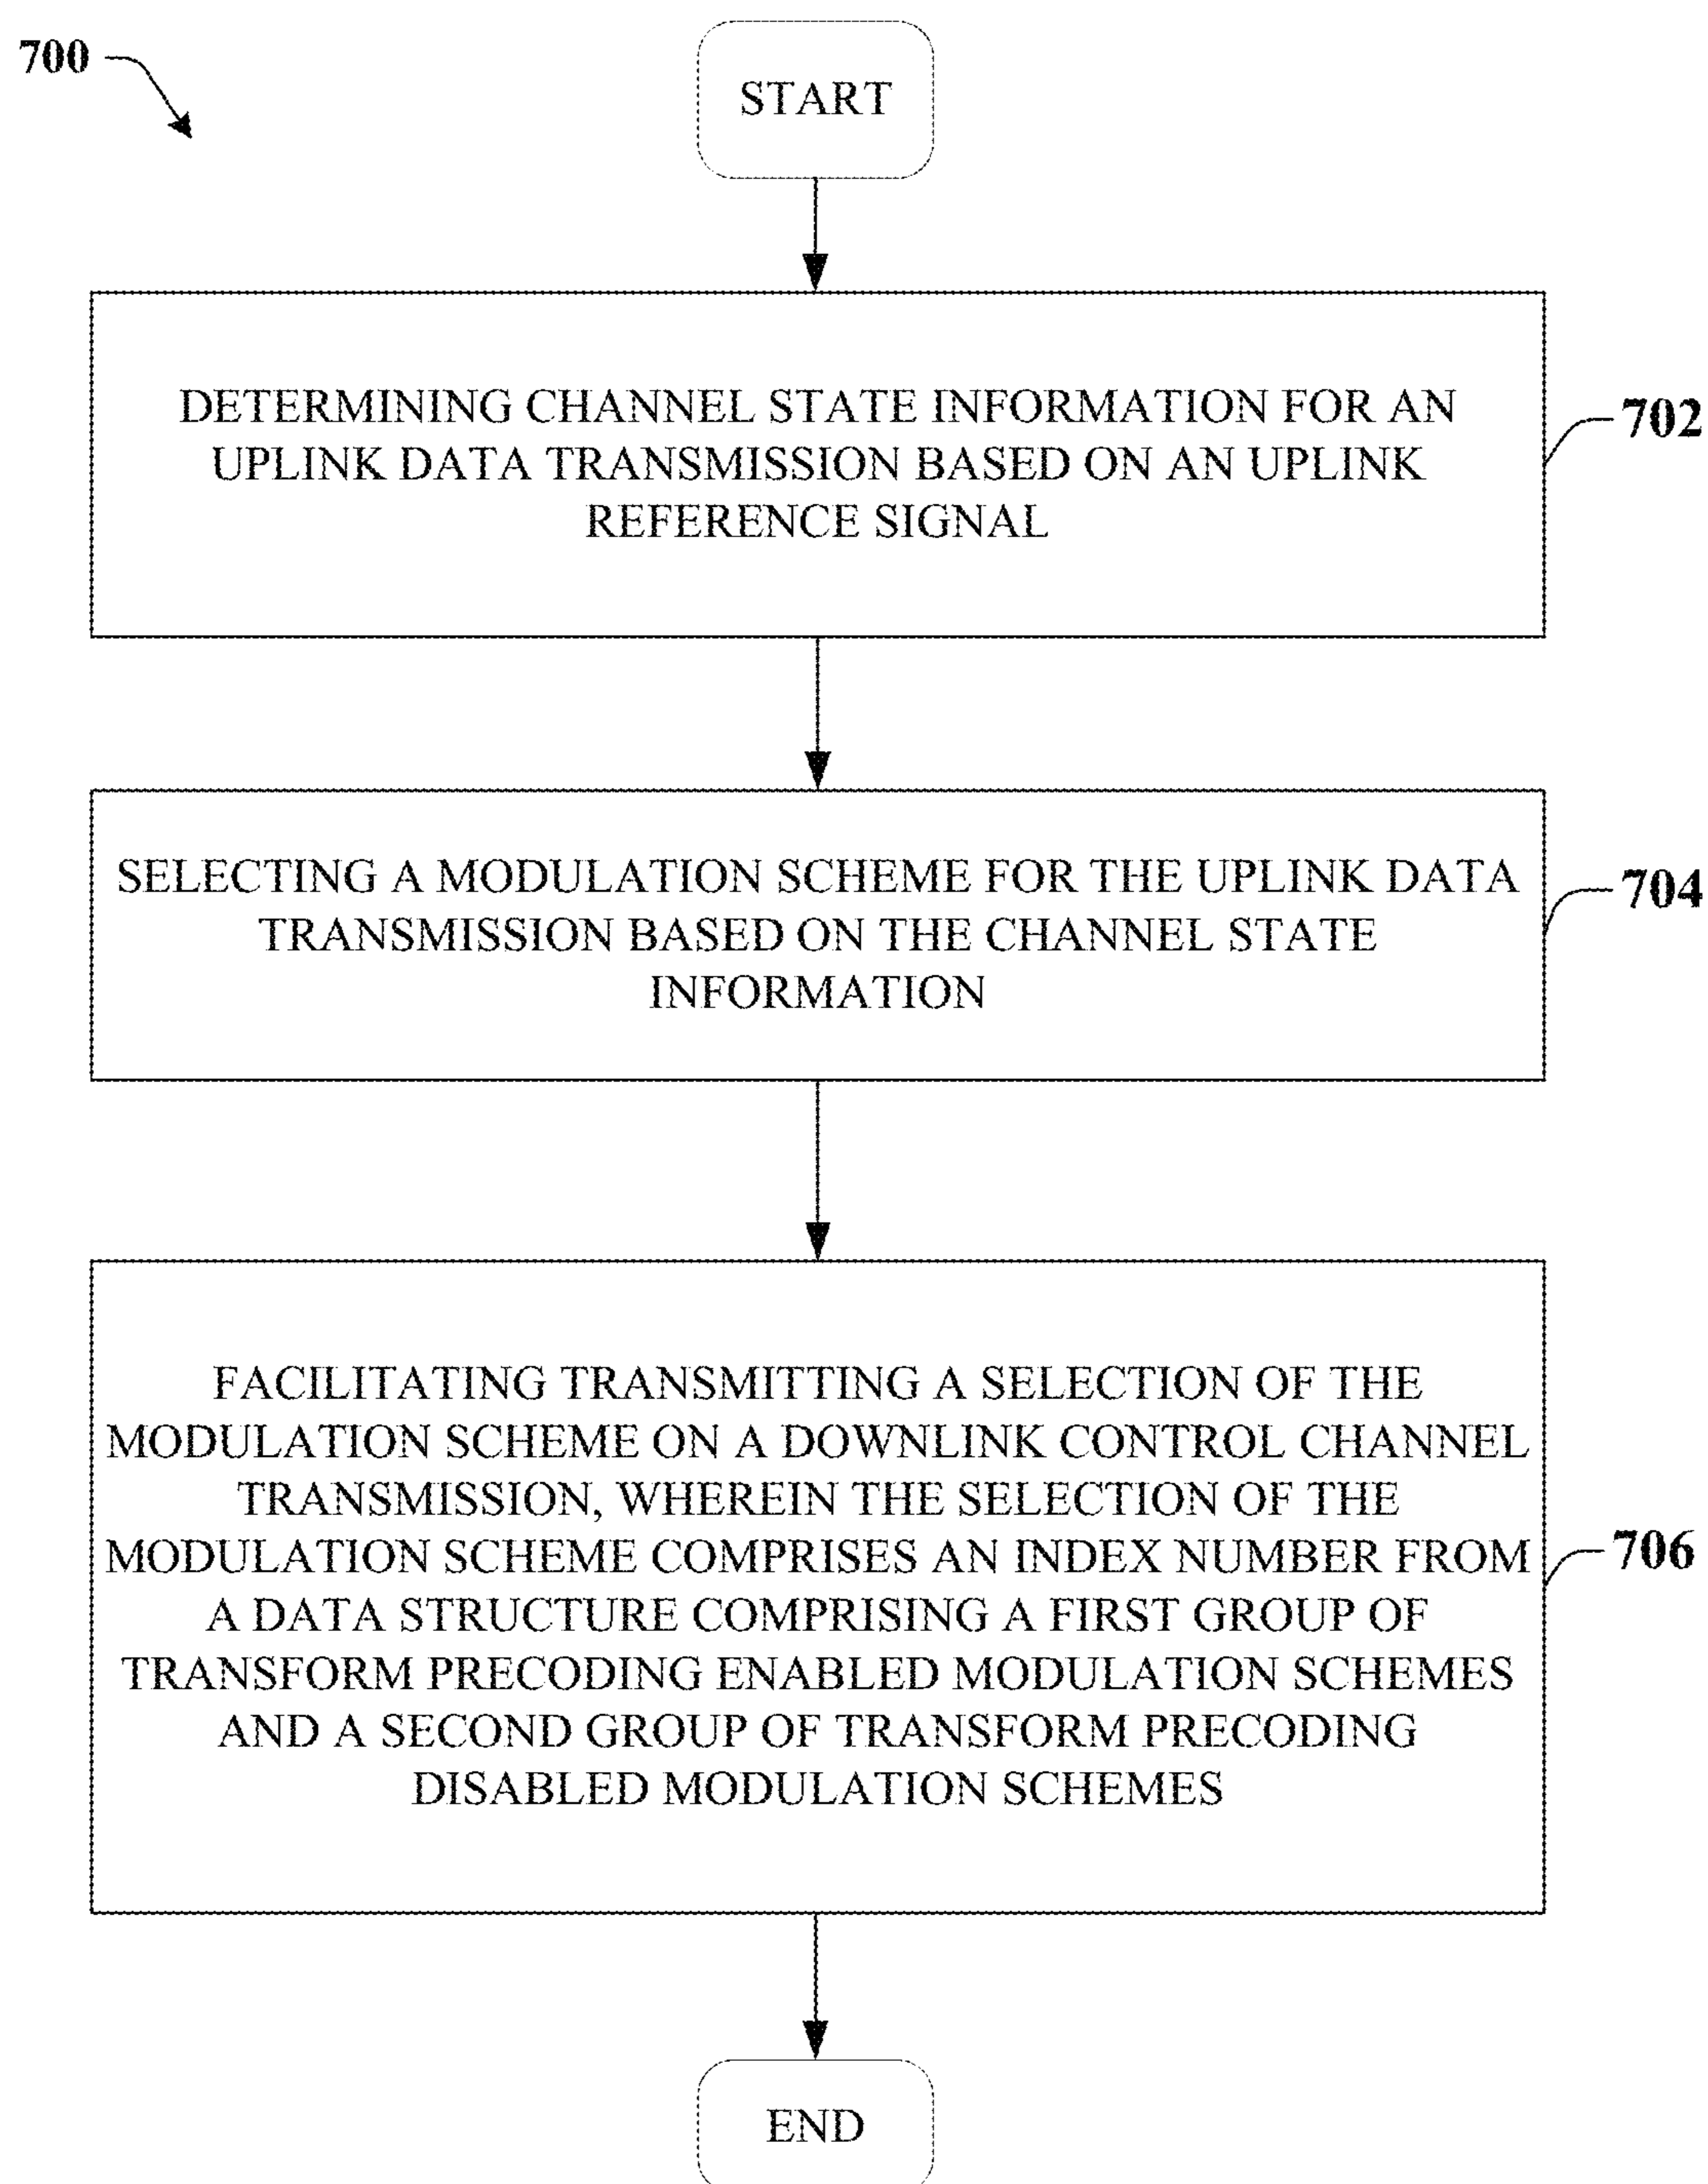 700
START
DETERMINING CHANNEL STATE INFORMATION FOR AN
UPLINK DATA TRANSMISSION BASED ON AN UPLINK
REFERENCE SIGNAL
702
SELECTING A MODULATION SCHEME FOR THE UPLINK DATA
TRANSMISSION BASED ON THE CHANNEL STATE
INFORMATION
704
FACILITATING TRANSMITTING A SELECTION OF THE
MODULATION SCHEME ON A DOWNLINK CONTROL CHANNEL
TRANSMISSION, WHEREIN THE SELECTION OF THE
MODULATION SCHEME COMPRISES AN INDEX NUMBER FROM
A DATA STRUCTURE COMPRISING A FIRST GROUP OF
TRANSFORM PRECODING ENABLED MODULATION SCHEMES
AND A SECOND GROUP OF TRANSFORM PRECODING
DISABLED MODULATION SCHEMES
706
END